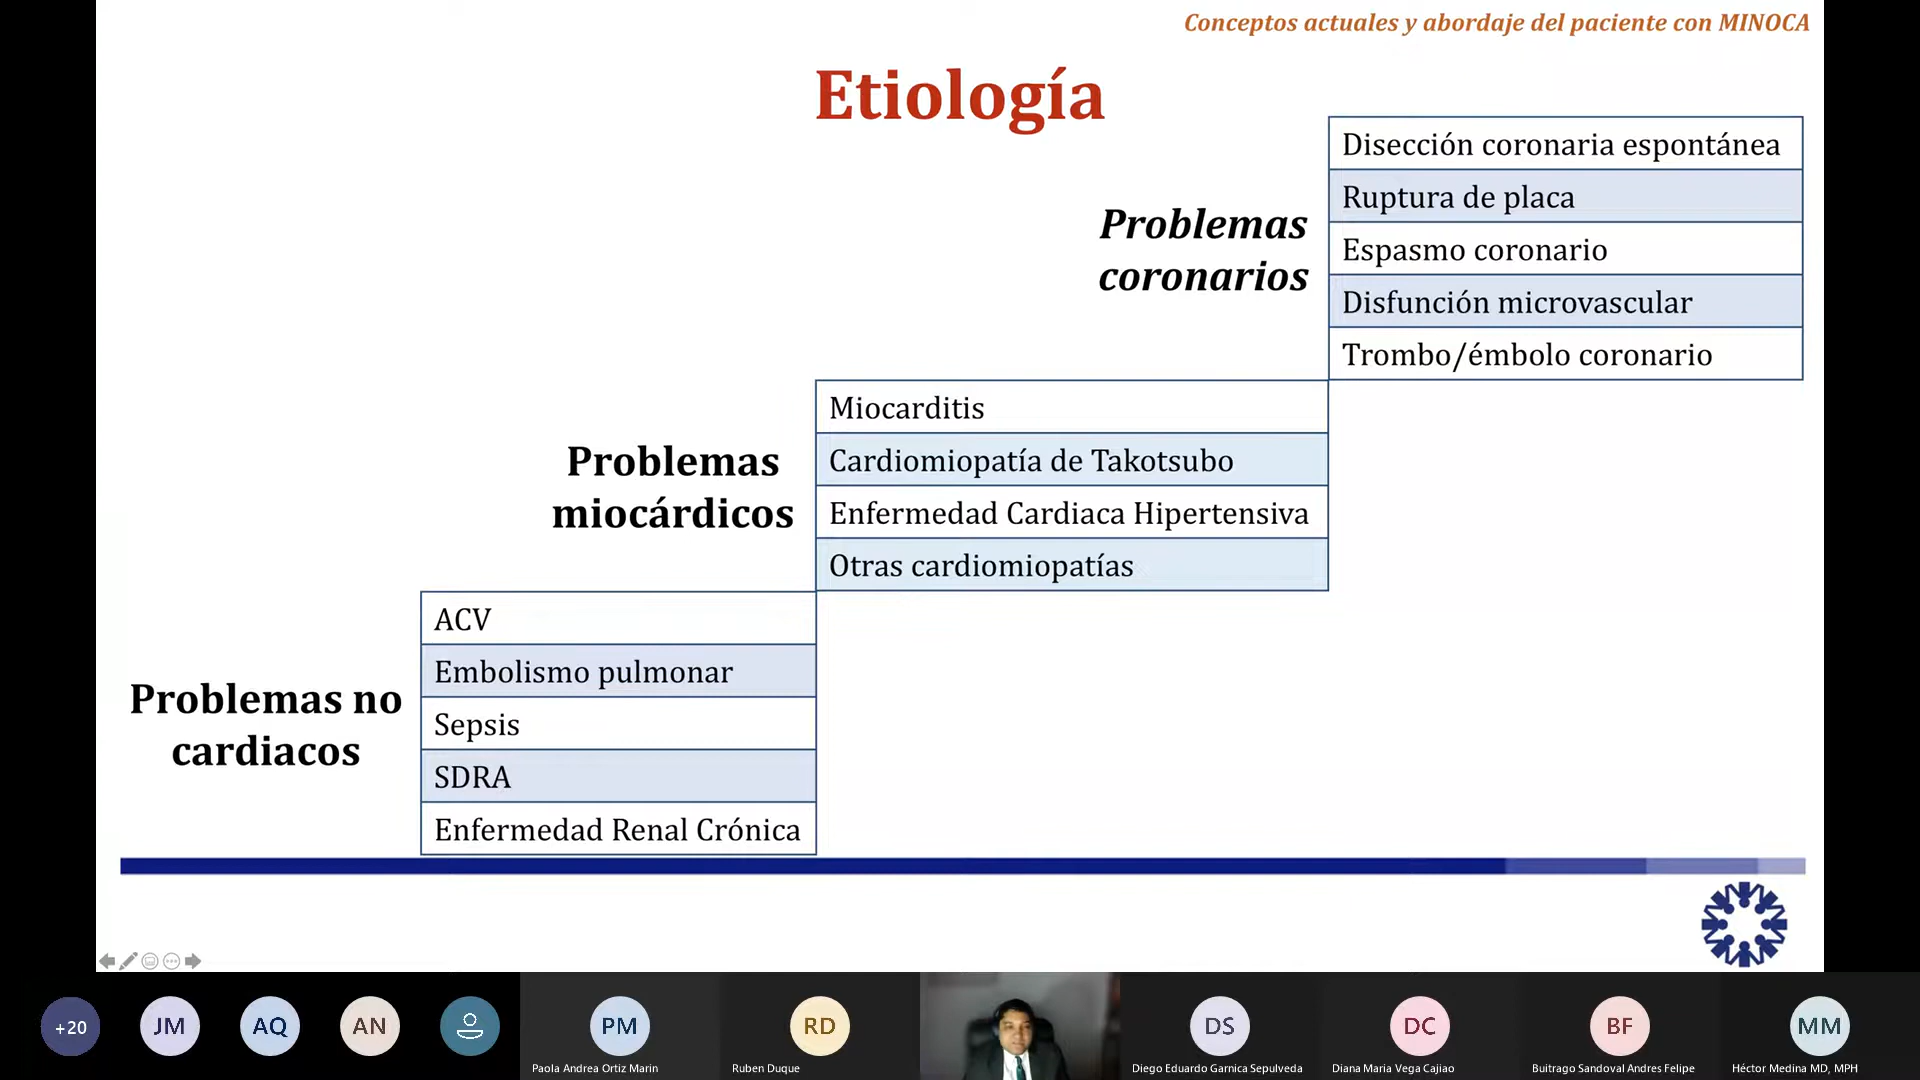 Conceptos actuales y abordaje del paciente con MINOCA
Etiología
Problemas
coronarios
Disección coronaria espontánea
Ruptura de placa
Espasmo coronario
Disfunción microvascular
Trombo/émbolo coronario
Problemas
miocárdicos
Miocarditis
Cardiomiopatía de Takotsubo
Enfermedad Cardiaca Hipertensiva
Otras cardiomiopatías
Problemas no
cardiacos
ACV
Embolismo pulmonar
Sepsis
SDRA
Enfermedad Renal Crónica
+20
JM
AQ
AN
PM
Paola Andrea Ortiz Marin
RD
Ruben Duque
DS
Diego Eduardo Garnica Sepulveda
DC
Diana Maria Vega Cajiao
BF
Buitrago Sandoval Andres Felipe
MM
Héctor Medina MD, MPH